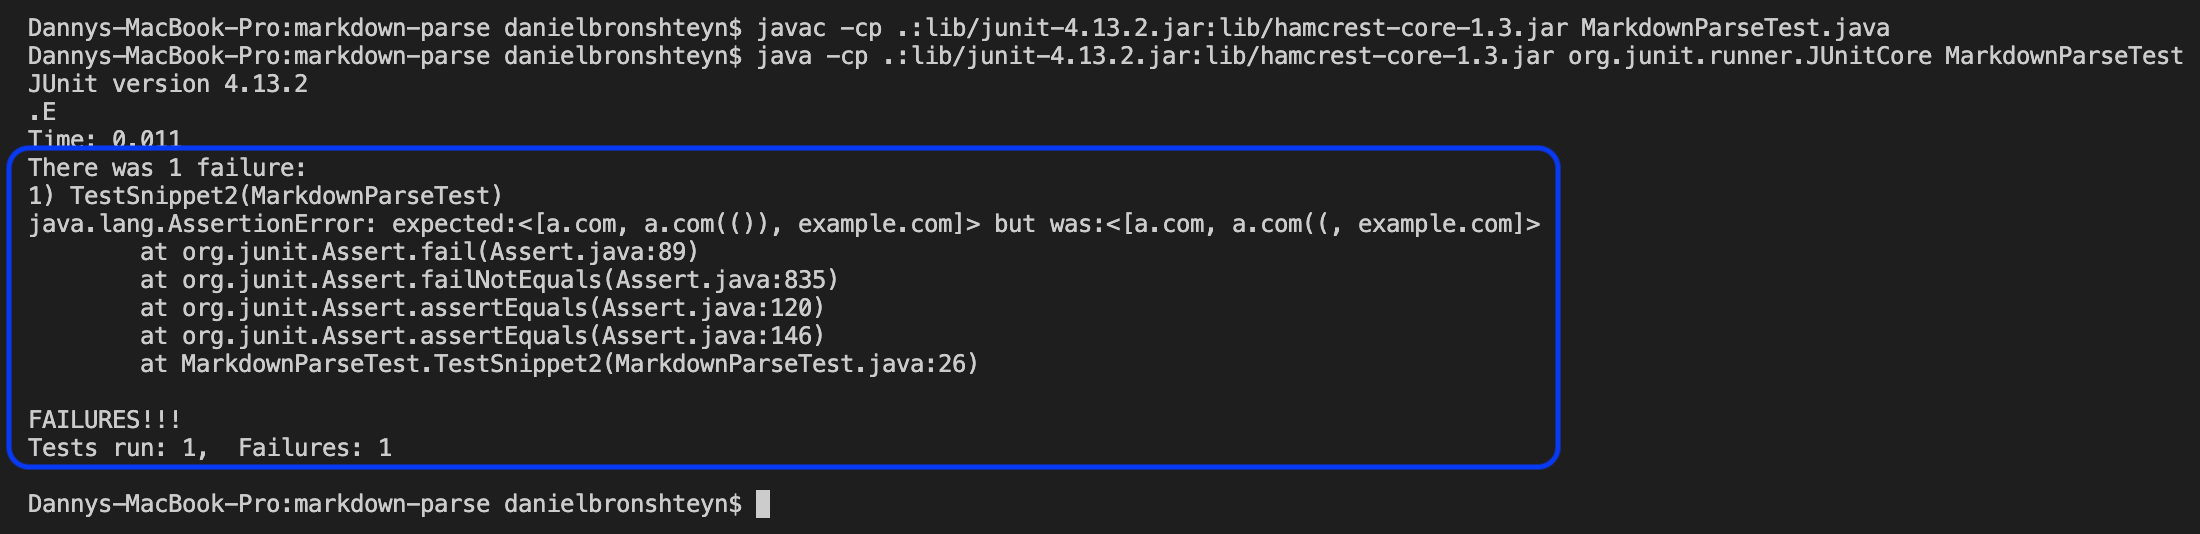 Dannys-MacBook-Pro:markdown-parse danielbronshteyn$ javac -cp .:lib/junit-4.13.2.jar:lib/hamcrest-core-1.3.jar MarkdownParseTest.java
Dannys-MacBook-Pro:markdown-parse danielbronshteyn$ java -cp .:lib/junit-4.13.2.jar:lib/hamcrest-core-1.3.jar org.junit.runner.JUnitCore MarkdownParseTest
JUnit version 4.13.2
.E
Time: 0.011
There was 1 failure:
1) TestSnippet2(MarkdownParseTest)
java.lang.AssertionError: expected:<[a.com, a.com(()), example.com]> but was:<[a.com, a.com((, example.com]>
	at org.junit.Assert.fail(Assert.java:89)
	at org.junit.Assert.failNotEquals(Assert.java:835)
	at org.junit.Assert.assertEquals(Assert.java:120)
	at org.junit.Assert.assertEquals(Assert.java:146)
	at MarkdownParseTest.TestSnippet2(MarkdownParseTest.java:26)
FAILURES!!!
Tests run: 1,  Failures: 1
Dannys-MacBook-Pro:markdown-parse danielbronshteyn$